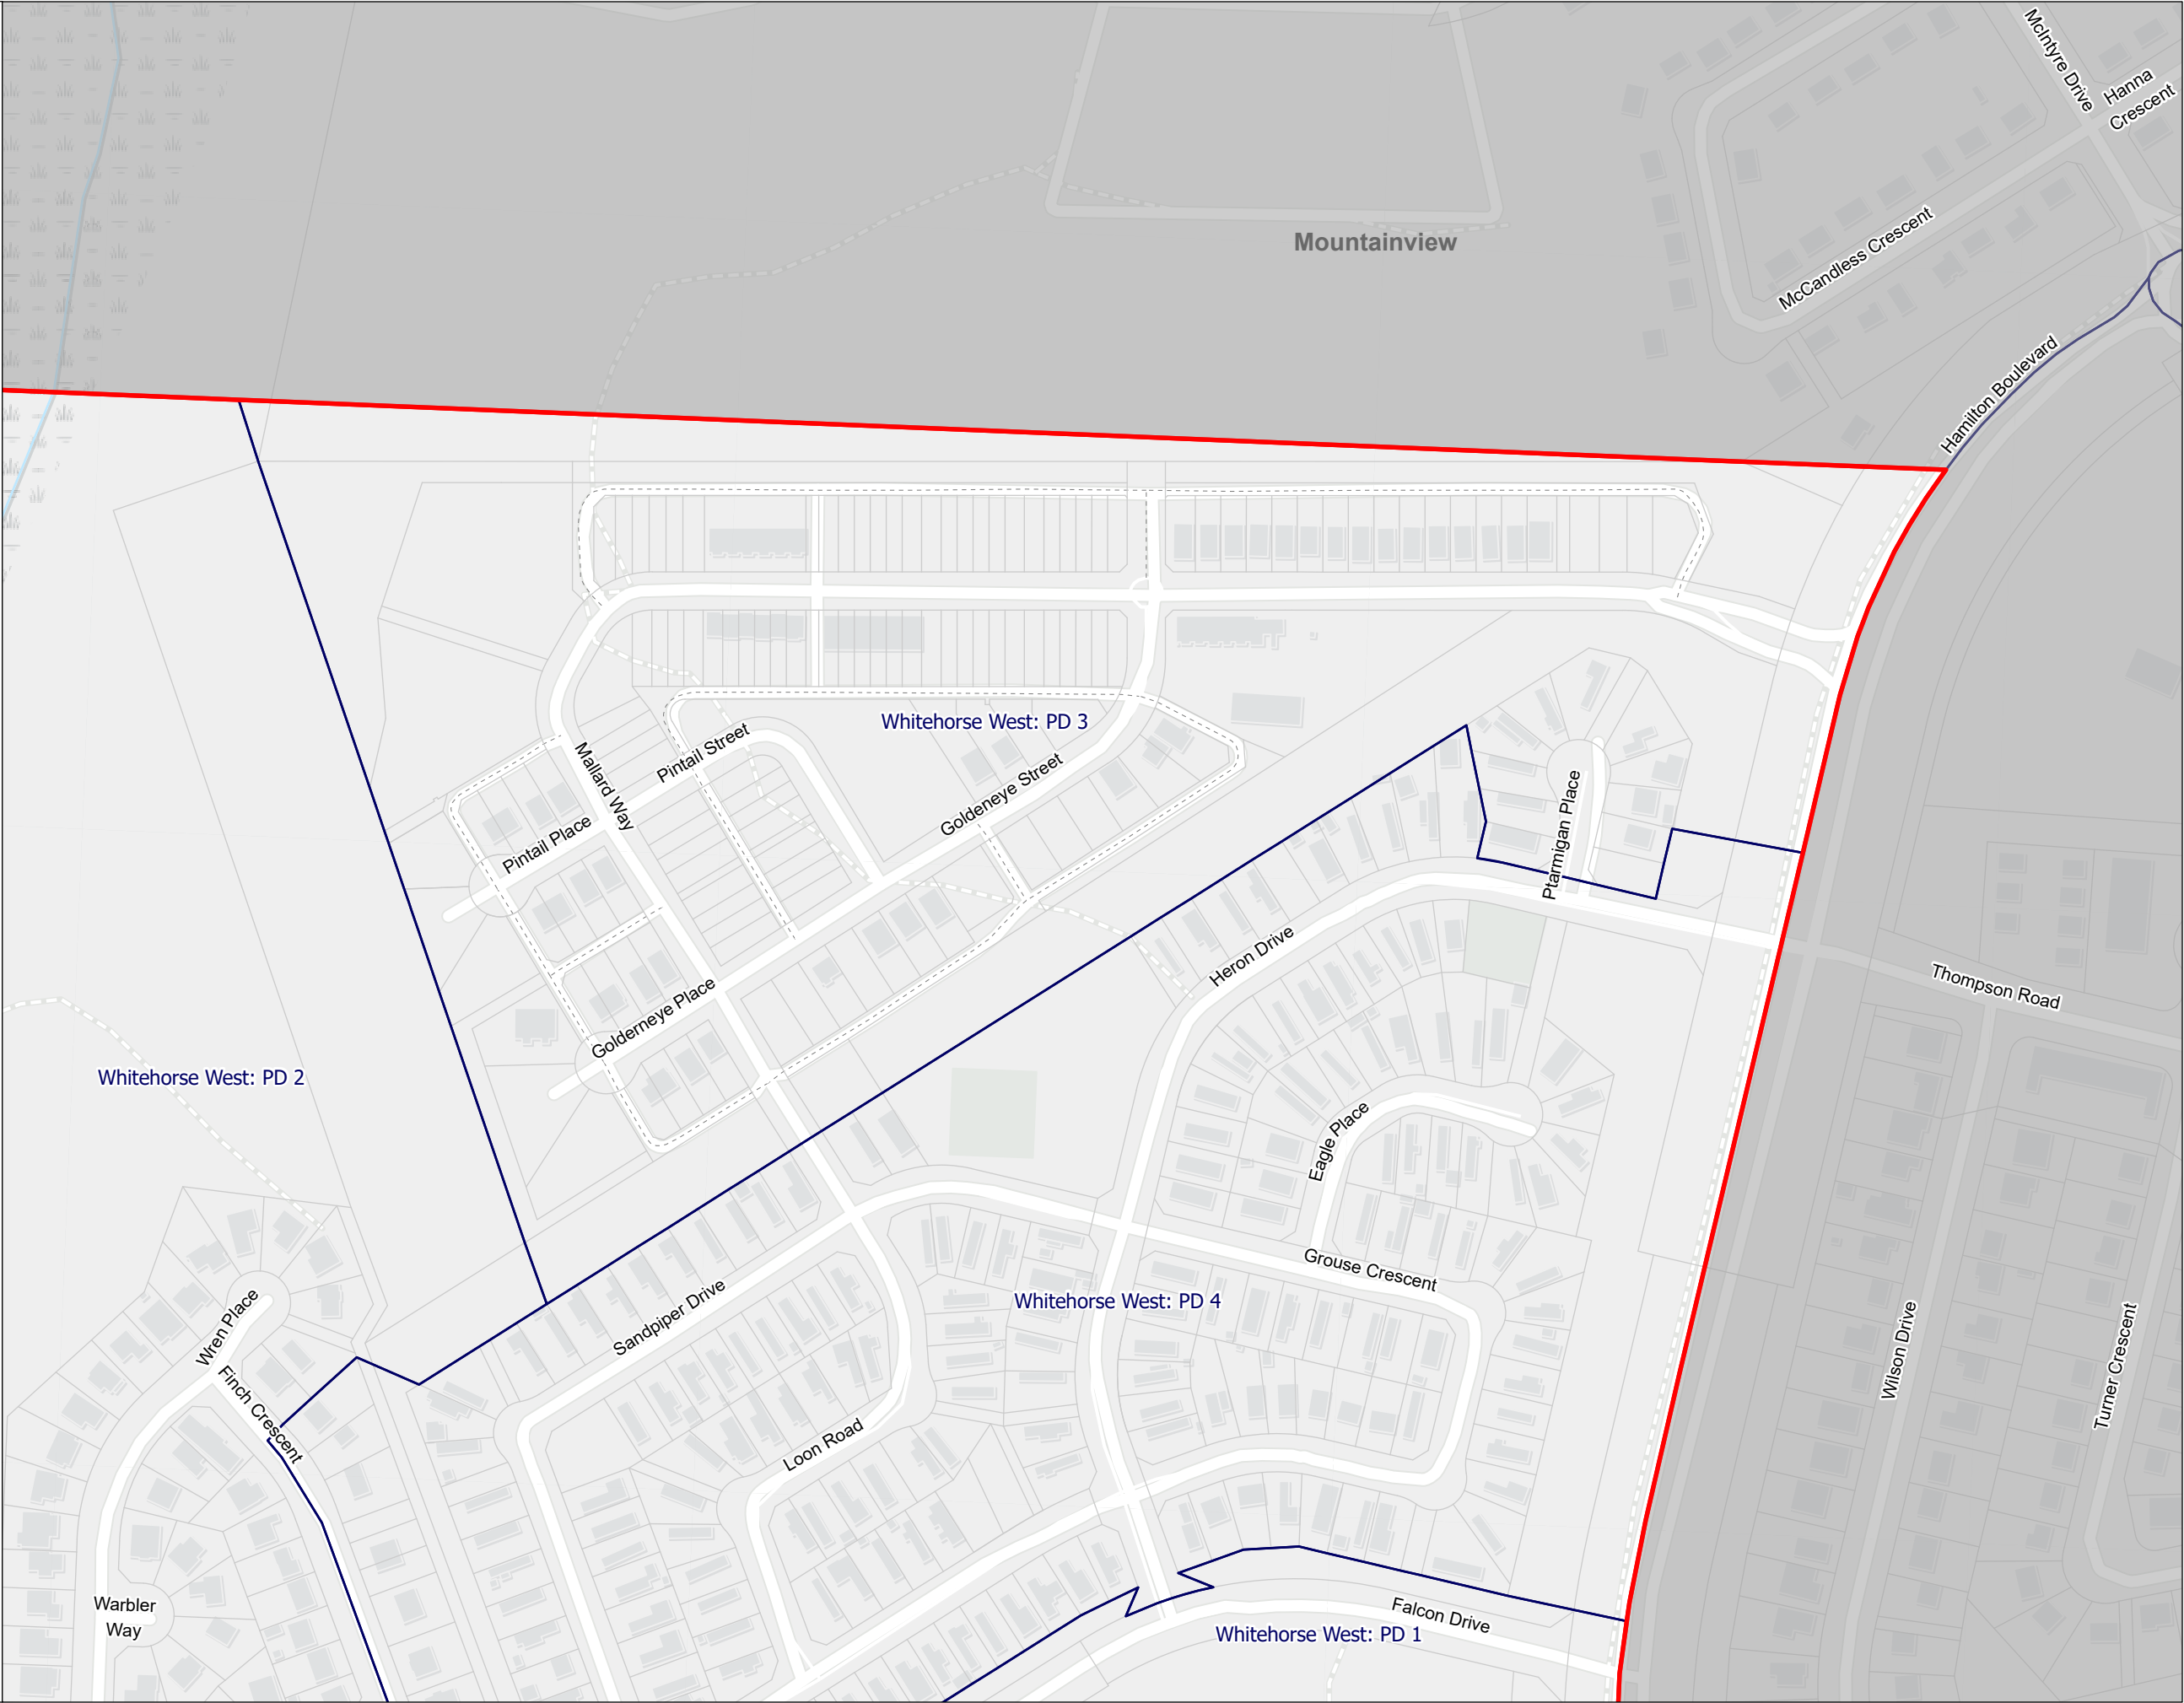 McIntyre Drive
Hanna
Crescent
Mountainview
McCandless Crescent
Hamilton Boulevard
Whitehorse West: PD 3
Pintail Street
Mallard Way
Goldeneye Street
Pintail Place
Ptarmigan Place
Heron Drive
Thompson Road
Golderneye Place
Whitehorse West: PD 2
Eagle Place
Grouse Crescent
Whitehorse West: PD 4
Sandpiper Drive
Wren Place
Finch Crescent
Wilson Drive
Turner Crescent
Loon Road
Warbler
Way
Falcon Drive
Whitehorse West: PD 1